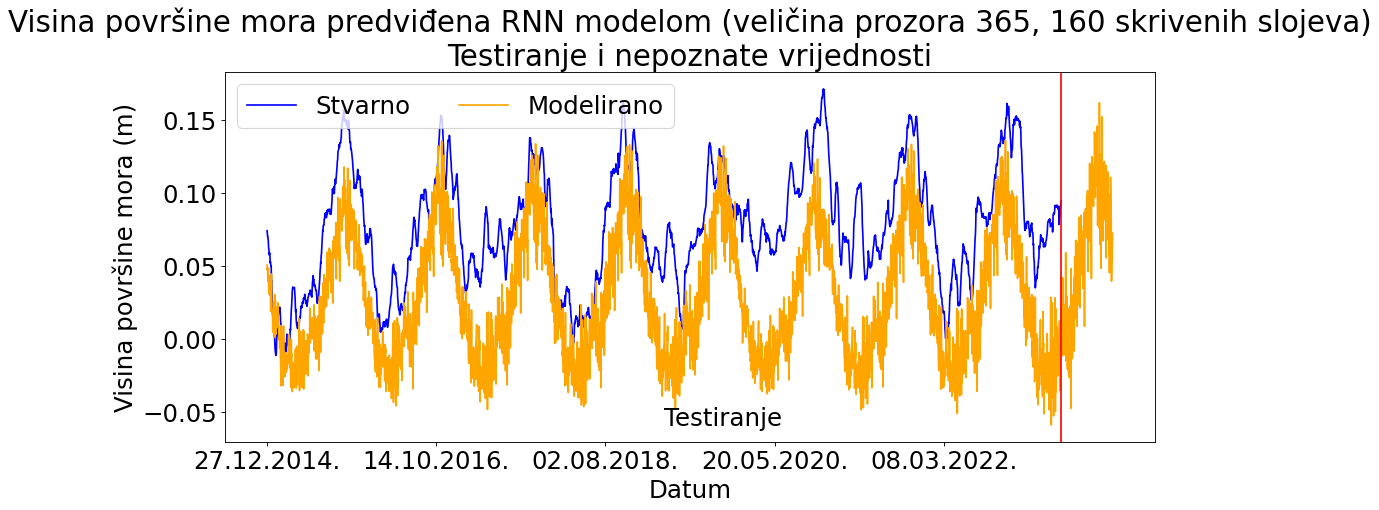 Visina površine mora predviđena RNN modelom (veličina prozora 365, 160 skrivenih slojeva)
Testiranje i nepoznate vrijednosti
Stvarno Modelirano
Visina površine mora (m)
0.15
0.10
0.05
0.00
−0.05
Testiranje
27.12.2014. 14.10.2016. 02.08.2018. 20.05.2020. 08.03.2022.
Datum